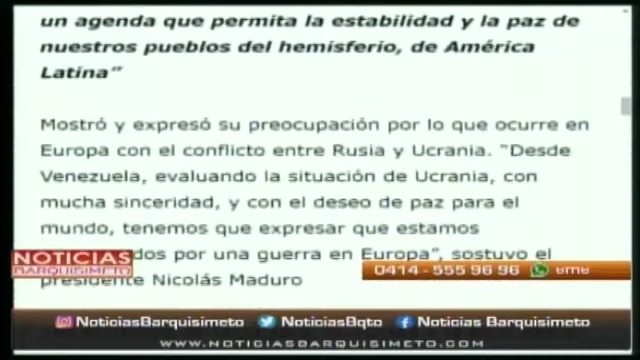 un agenda que permita la estabilidad y la paz de
nuestros pueblos del hemisferio, de América
Latina”
Mostró y expresó su preocupación por lo que ocurre en
Europa con el conflicto entre Rusia y Ucrania. “Desde
Venezuela, evaluando la situación de Ucrania, con
mucha sinceridad, y con el deseo de paz para el
mundo, tenemos que expresar que estamos
por una guerra en Europa”, sostuvo el
presidente Nicolás Maduro
NOTICIAS
BARQUISIMETO
0414 - 555 96 96
NoticiasBarquisimeto
NoticiasBqto
Noticias Barquisimeto
WWW.NOTICIASBARQUISIMETO.COM